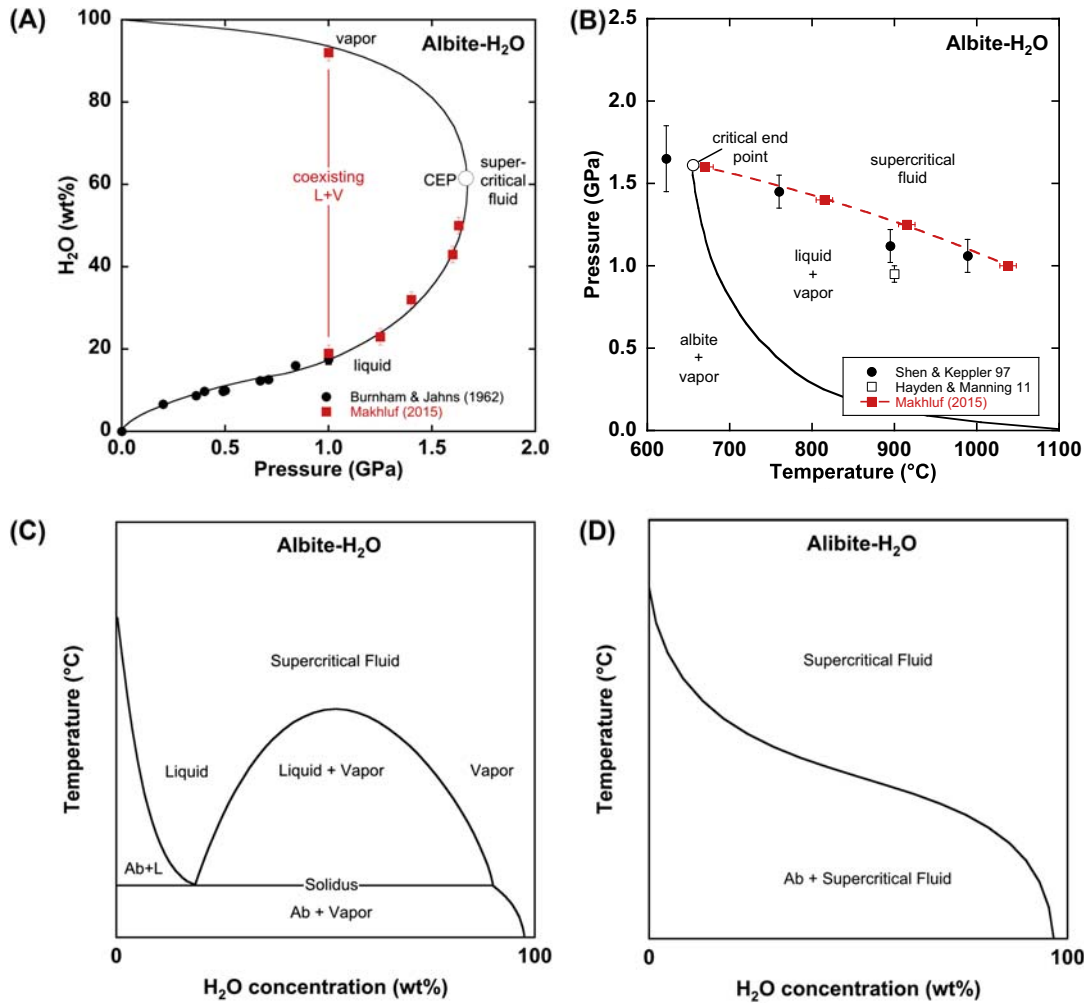 (A)
Albite-H₂O
100
80
60
40
20
0
H₂O (wt%)
vapor
coexisting
L+V
CEP
super-
critical
fluid
liquid
Burnham & Jahns (1962)
Makhluf (2015)
0.0 0.5 1.0 1.5 2.0
Pressure (GPa)
(B)
Albite-H₂O
2.5
2.0
1.5
1.0
0.5
0.0
Pressure (GPa)
critical end
point
supercritical
fluid
liquid
+
vapor
albite
+
vapor
Shen & Keppler 97
Hayden & Manning 11
Makhluf (2015)
600 700 800 900 1000 1100
Temperature (°C)
(C)
Albite-H₂O
Temperature (°C)
Supercritical Fluid
Liquid
Liquid + Vapor
Vapor
Ab+L
Solidus
Ab + Vapor
0 100
H₂O concentration (wt%)
(D)
Alibite-H₂O
Temperature (°C)
Supercritical Fluid
Ab + Supercritical Fluid
0 100
H₂O concentration (wt%)